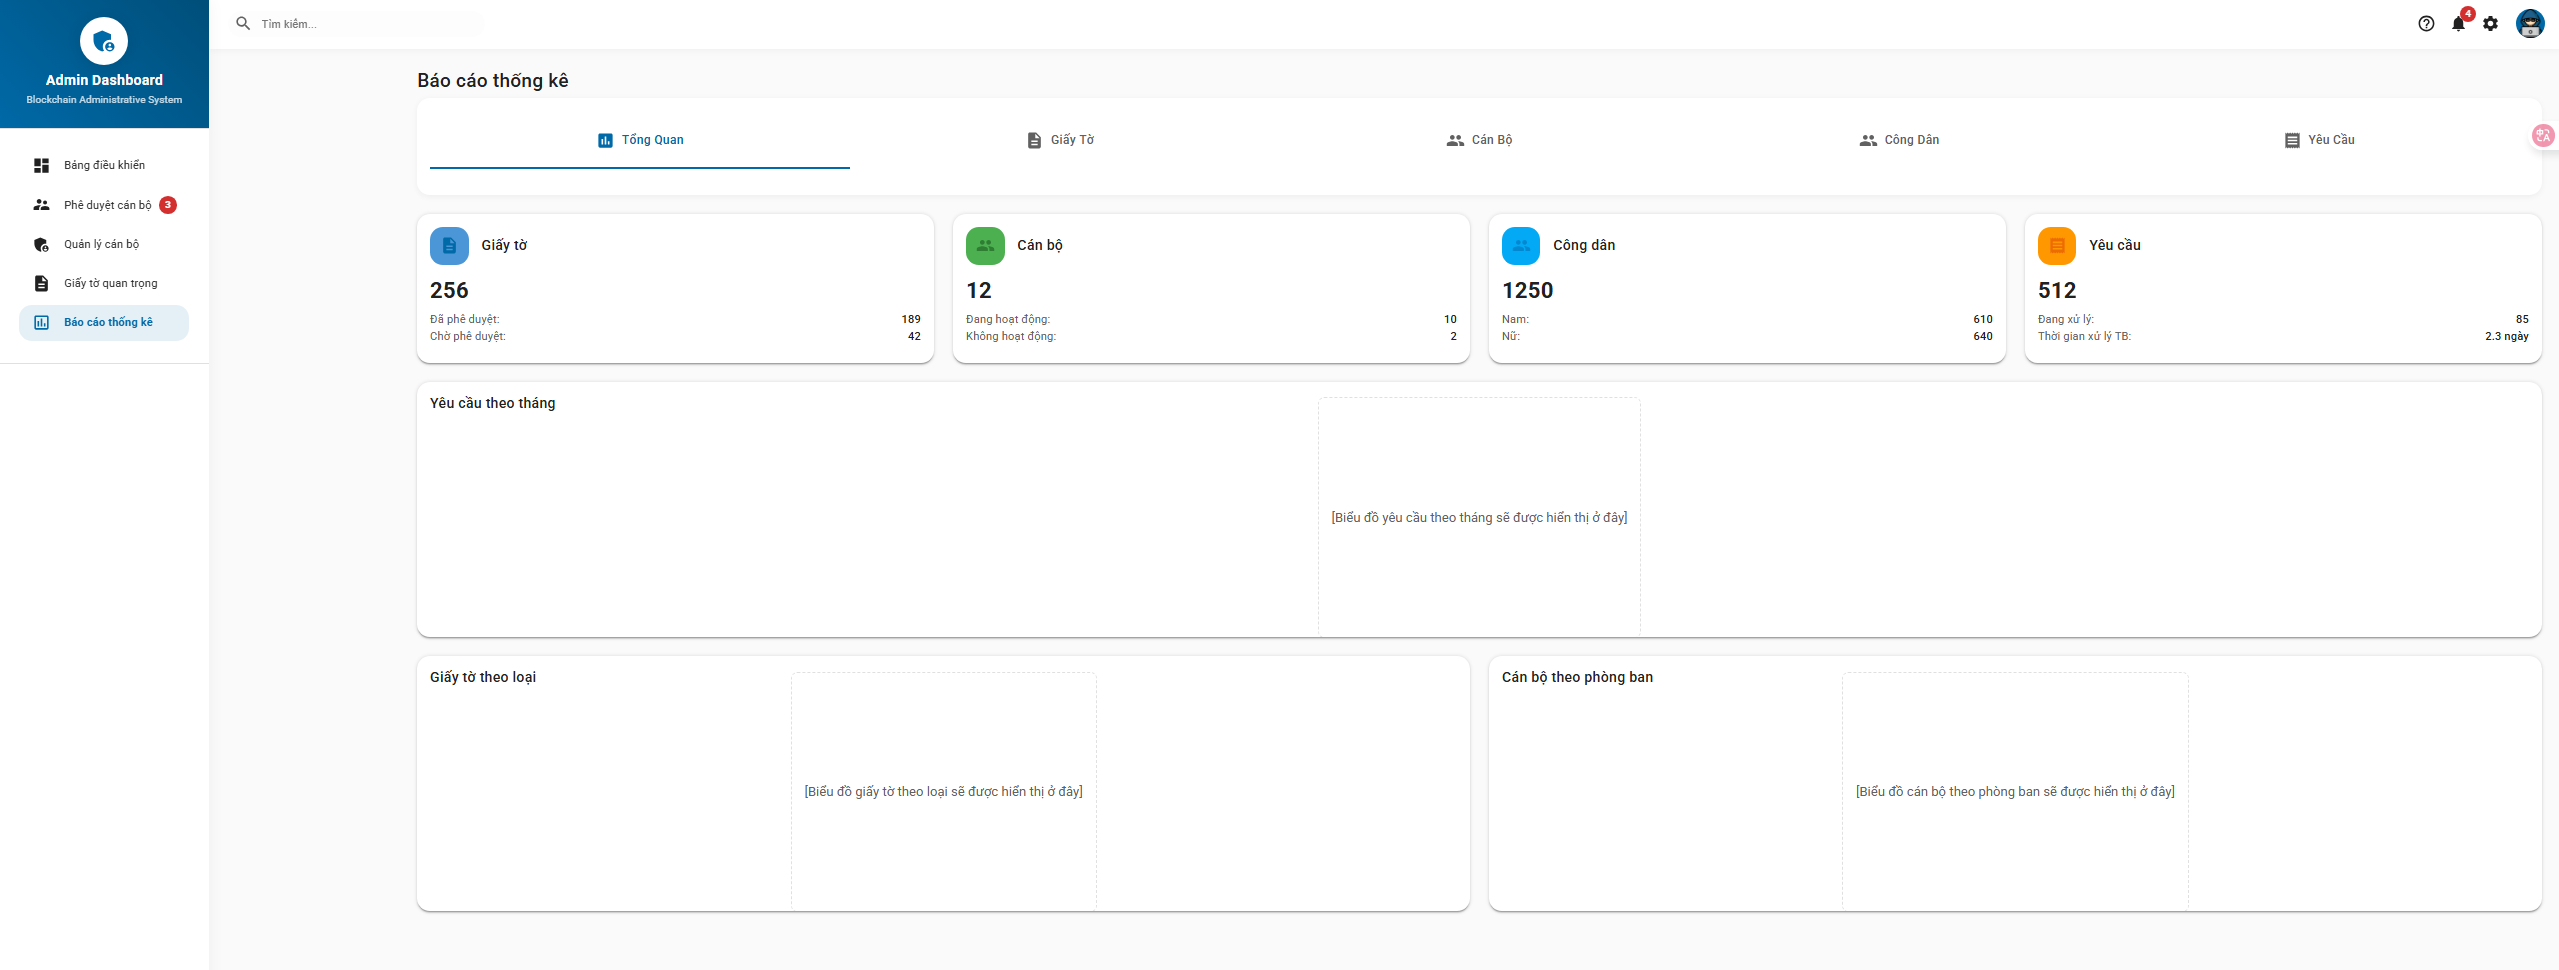 Admin Dashboard
Blockchain Administrative System
Bảng điều khiển
Phê duyệt cán bộ 3
Quản lý cán bộ
Giấy tờ quan trọng
Báo cáo thống kê
Tìm kiếm...
4
Báo cáo thống kê
Tổng Quan
Giấy Tờ
Cán Bộ
Công Dân
Yêu Cầu
Giấy tờ
256
Đã phê duyệt: 189
Chờ phê duyệt: 42
Cán bộ
12
Đang hoạt động: 10
Không hoạt động: 2
Công dân
1250
Nam: 610
Nữ: 640
Yêu cầu
512
Đang xử lý: 85
Thời gian xử lý TB: 2.3 ngày
Yêu cầu theo tháng
[Biểu đồ yêu cầu theo tháng sẽ được hiển thị ở đây]
Giấy tờ theo loại
[Biểu đồ giấy tờ theo loại sẽ được hiển thị ở đây]
Cán bộ theo phòng ban
[Biểu đồ cán bộ theo phòng ban sẽ được hiển thị ở đây]